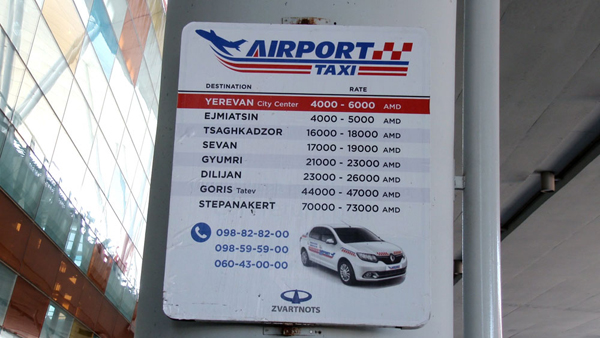 AIRPORT
TAXI
DESTINATION RATE
YEREVAN City Center 4000 - 6000 AMD
EJMIATSIN 4000 - 5000 AMD
TSAGHKADZOR 16000 - 18000 AMD
SEVAN 17000 - 19000 AMD
GYUMRI 21000 - 23000 AMD
DILIJAN 23000 - 26000 AMD
GORIS Tatev 44000 - 47000 AMD
STEPANAKERT 70000 - 73000 AMD
098-82-82-00
098-59-59-00
060-43-00-00
ZVARTNOTS